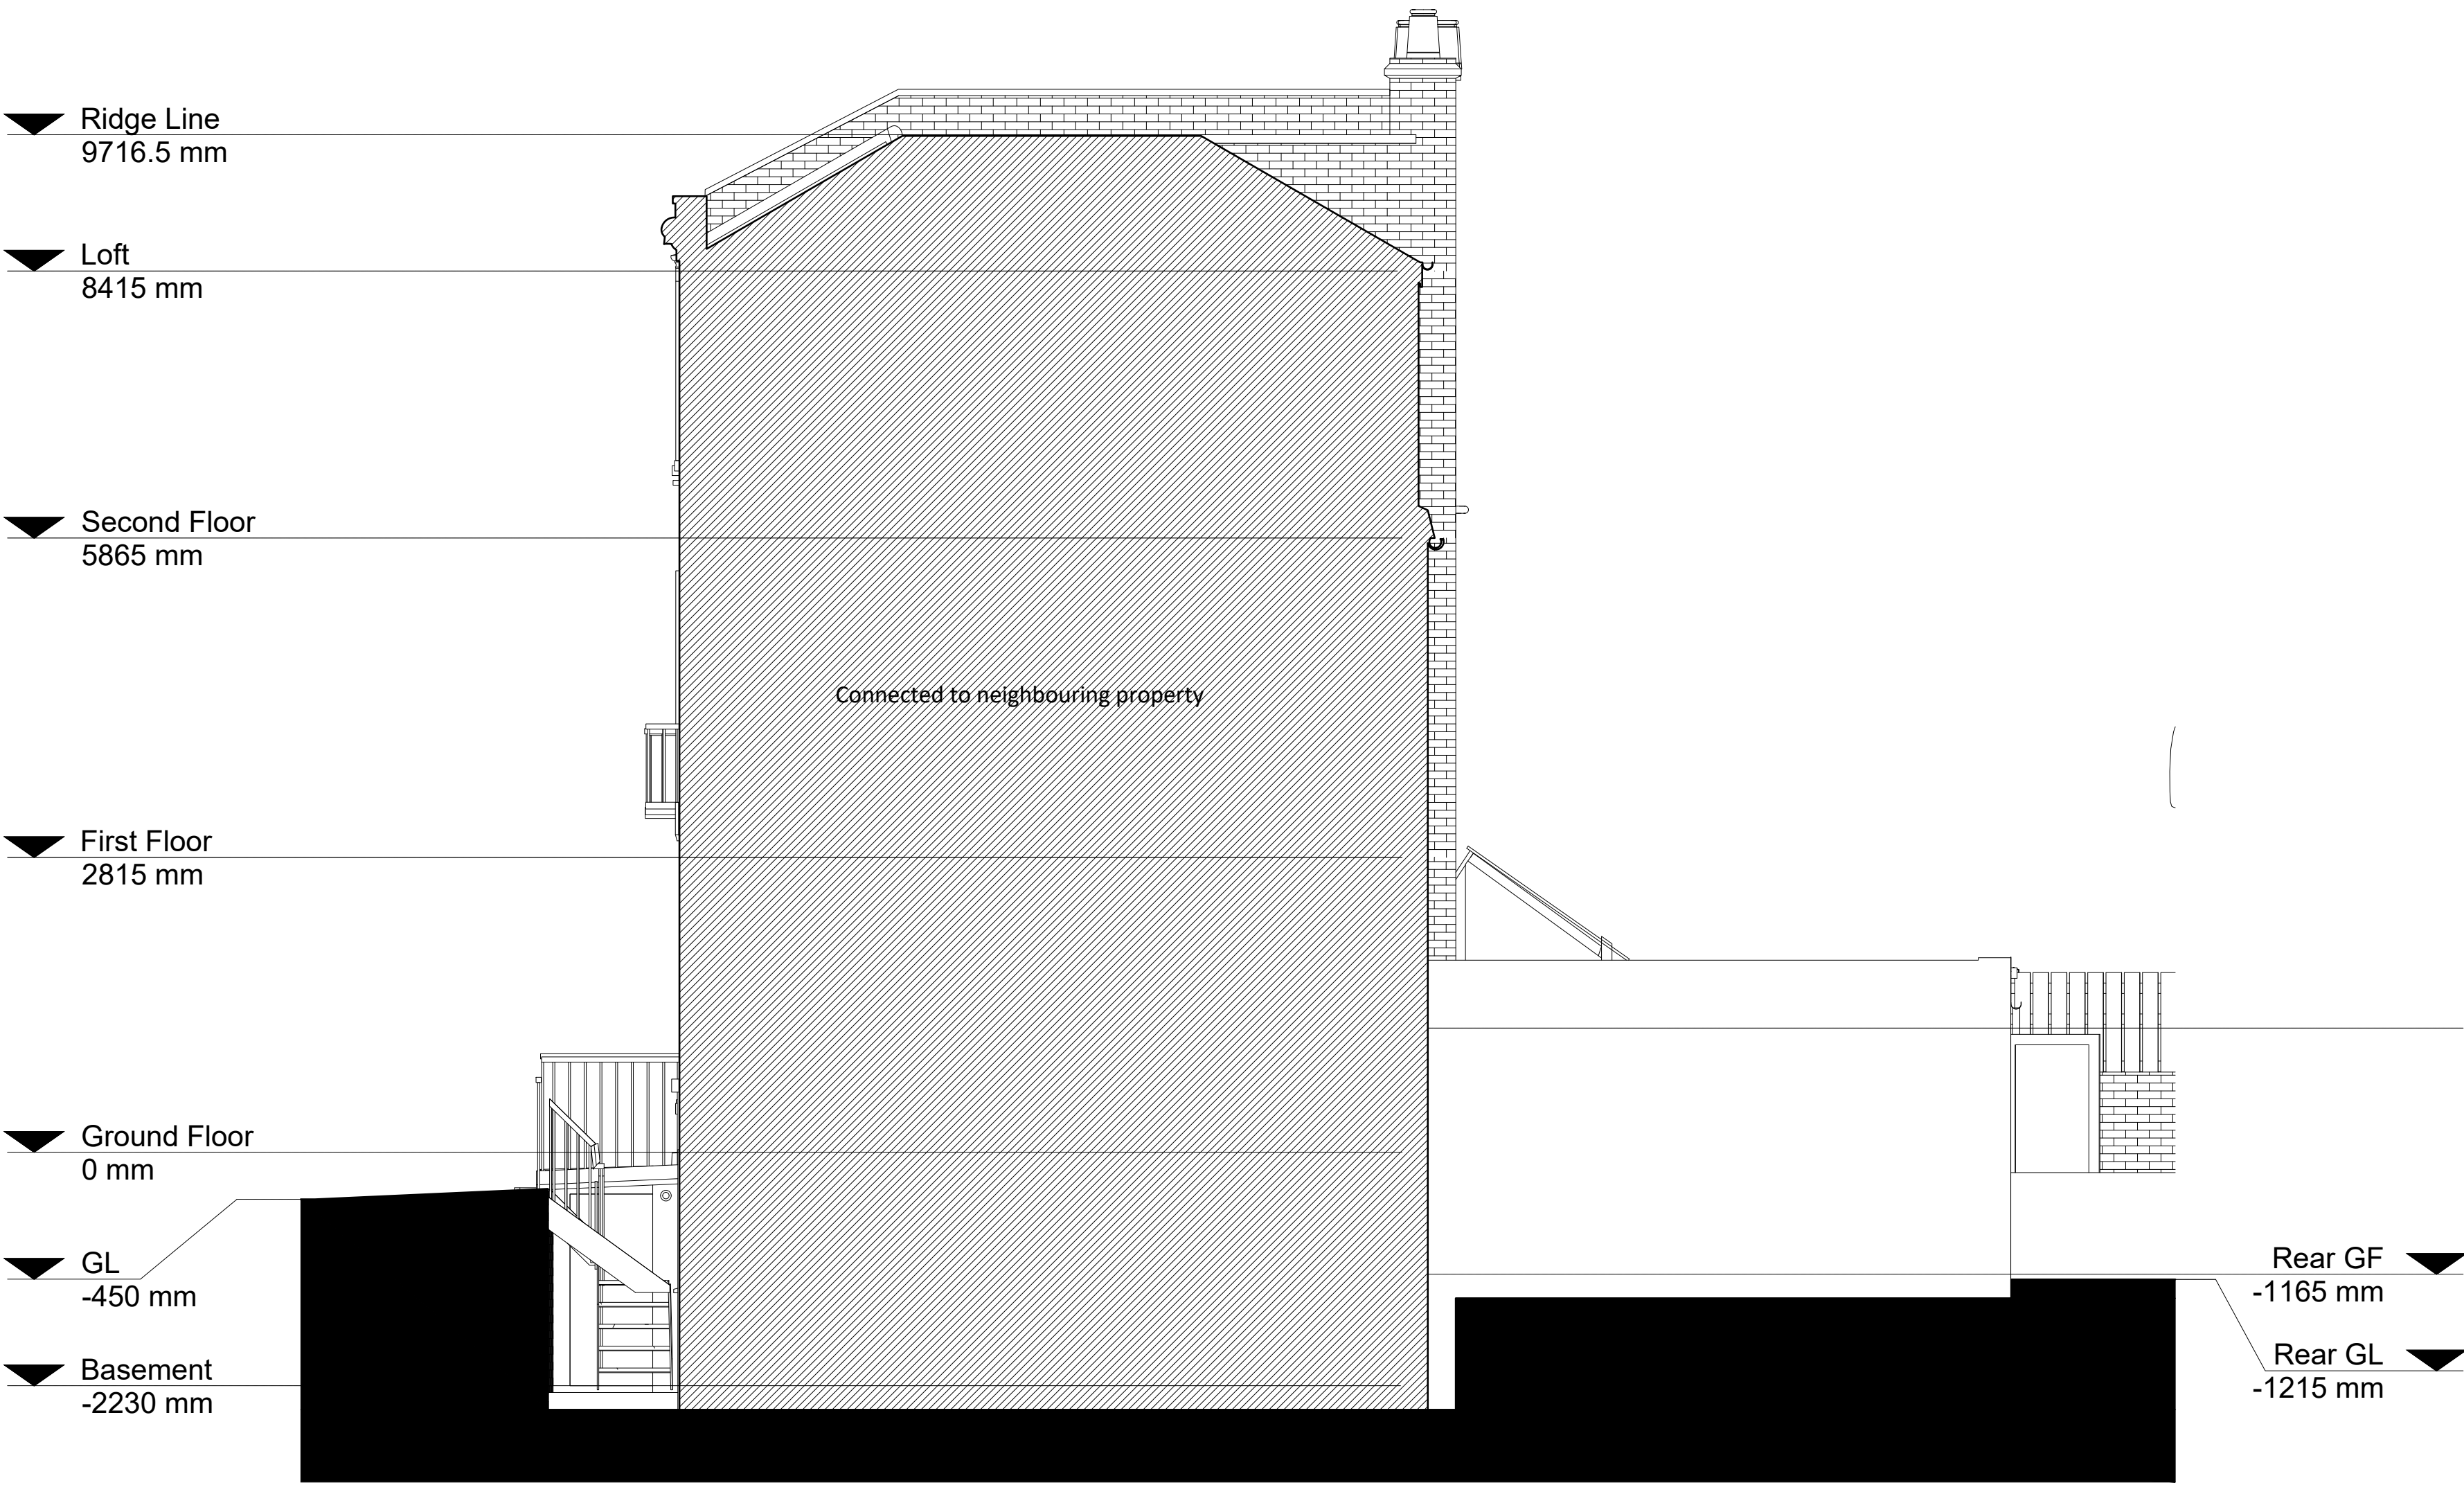 Ridge Line
9716.5 mm
Loft
8415 mm
Second Floor
5865 mm
Connected to neighbouring property
First Floor
2815 mm
Ground Floor
0 mm
GL
-450 mm
Basement
-2230 mm
Rear GF
-1165 mm
Rear GL
-1215 mm